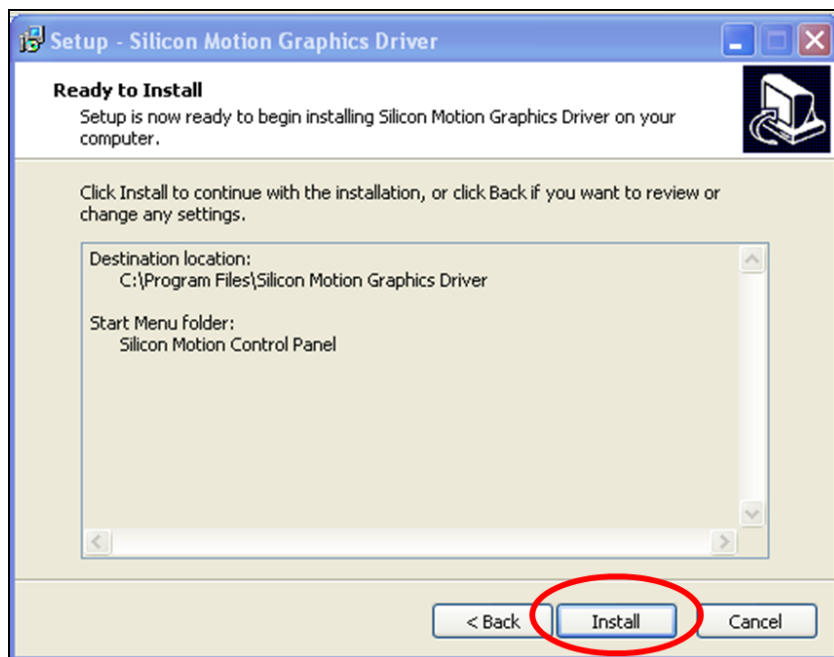 Setup - Silicon Motion Graphics Driver
Ready to Install
Setup is now ready to begin installing Silicon Motion Graphics Driver on your
computer.
Click Install to continue with the installation, or click Back if you want to review or
change any settings.
Destination location:
C:\Program Files\Silicon Motion Graphics Driver
Start Menu folder:
Silicon Motion Control Panel
< Back Install Cancel